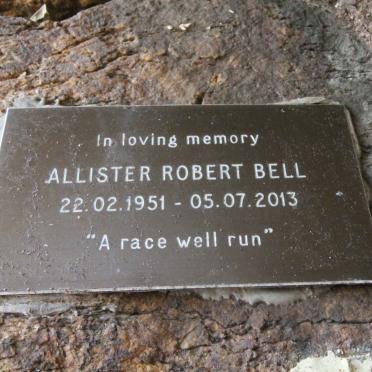 In loving memory
ALLISTER ROBERT BELL
22.02.1951 - 05.07.2013
"A race well run"